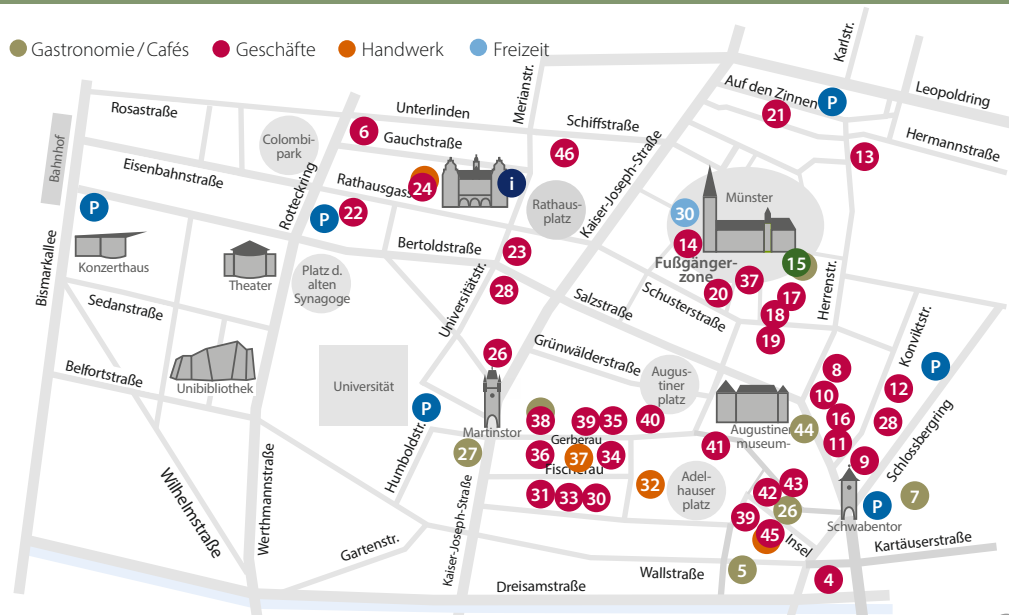 Gastronomie/Cafés
Geschäfte
Handwerk
Freizeit
Karlstr.
Merianstr.
Auf den Zinnen
P
Leopoldring
Rosastraße
Unterlinden
21
Schiffstraße
6
Gauchstraße
Hermannstraße
Colombi-
park
46
13
Bahnhof
Eisenbahnstraße
Rathausgass
24
i
Kaiser-Joseph-Straße
Münster
Rotteckring
P
P
22
Rathaus-
platz
30
Bertoldstraße
23
14
Konzerthaus
Theater
Platz d.
alten
Synagoge
Fußgänger-
zone
15
Bismarkallee
Universitätstr.
28
Salzstraße
Schusterstraße
20
37
17
18
Herrenstr.
Sedanstraße
19
Konviktstr.
26
Grünwälderstraße
8
P
Belfortstraße
Unibibliothek
Universität
Augus-
tiner
platz
10
12
P
Martinstor
38
39
35
40
Augustiner
museum-
44
16
28
Gerberau
41
11
27
36
37
34
9
Schlossbergring
Humboldtstr.
Fischerau
32
Adel-
hauser
platz
43
42
31
33
30
26
P
7
Schwabentor
Wilhelmstraße
Werthmannstraße
Kaiser-Joseph-Straße
39
45
Insel
Gartenstr.
Kartäuserstraße
Wallstraße
5
4
Dreisamstraße